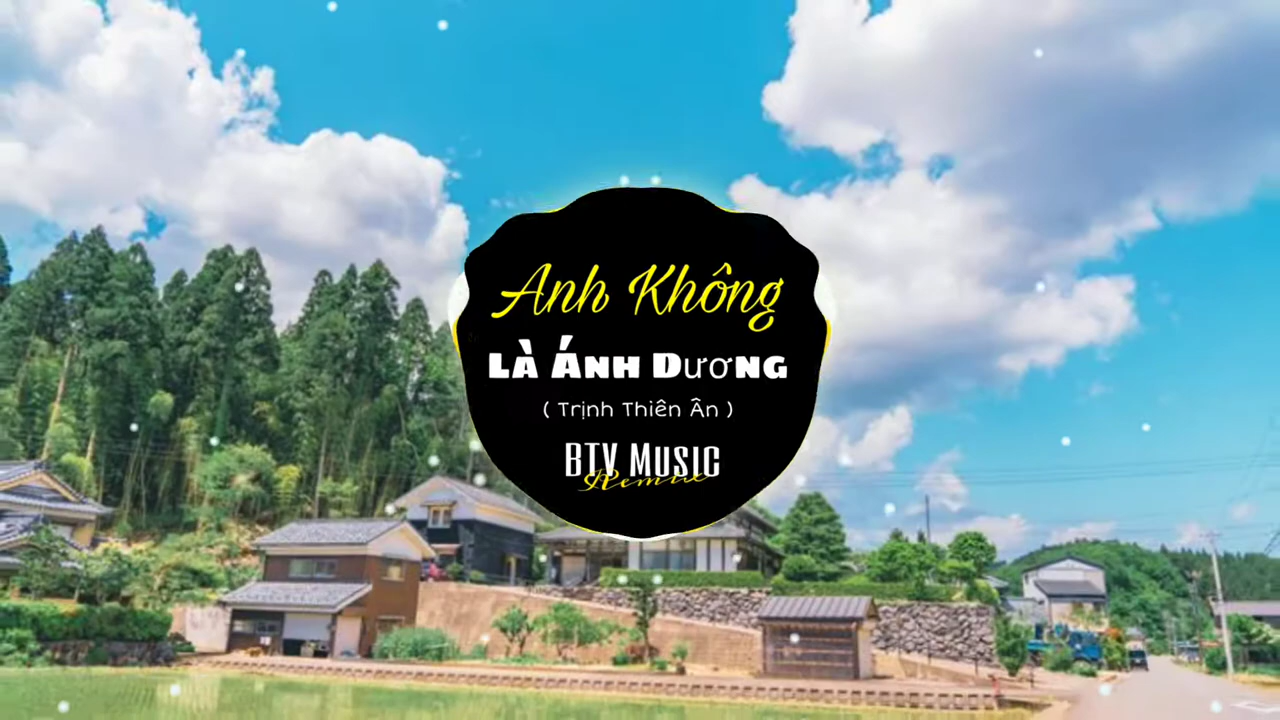 Anh Không
Là Ánh Dương
( Trịnh Thiên Ân )
BTV Music
Remix